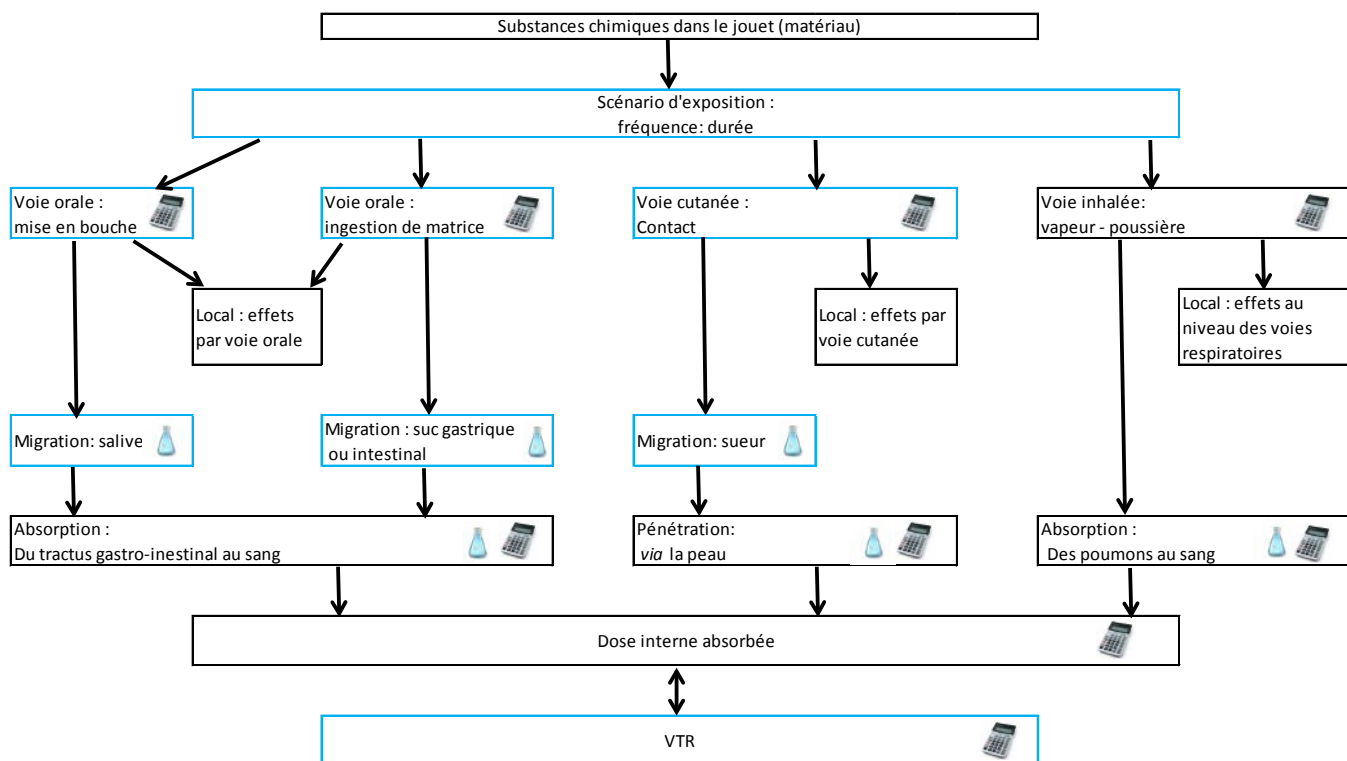 Substances chimiques dans le jouet (matériau)
Scénario d'exposition :
fréquence: durée
Voie orale :
mise en bouche
Voie orale :
ingestion de matrice
Voie cutanée :
Contact
Voie inhalée:
vapeur - poussière
Local : effets
par voie orale
Local : effets par
voie cutanée
Local : effets au
niveau des voies
respiratoires
Migration: salive
Migration : suc gastrique
ou intestinal
Migration: sueur
Absorption :
Du tractus gastro-inestinal au sang
Pénétration:
via la peau
Absorption :
Des poumons au sang
Dose interne absorbée
VTR